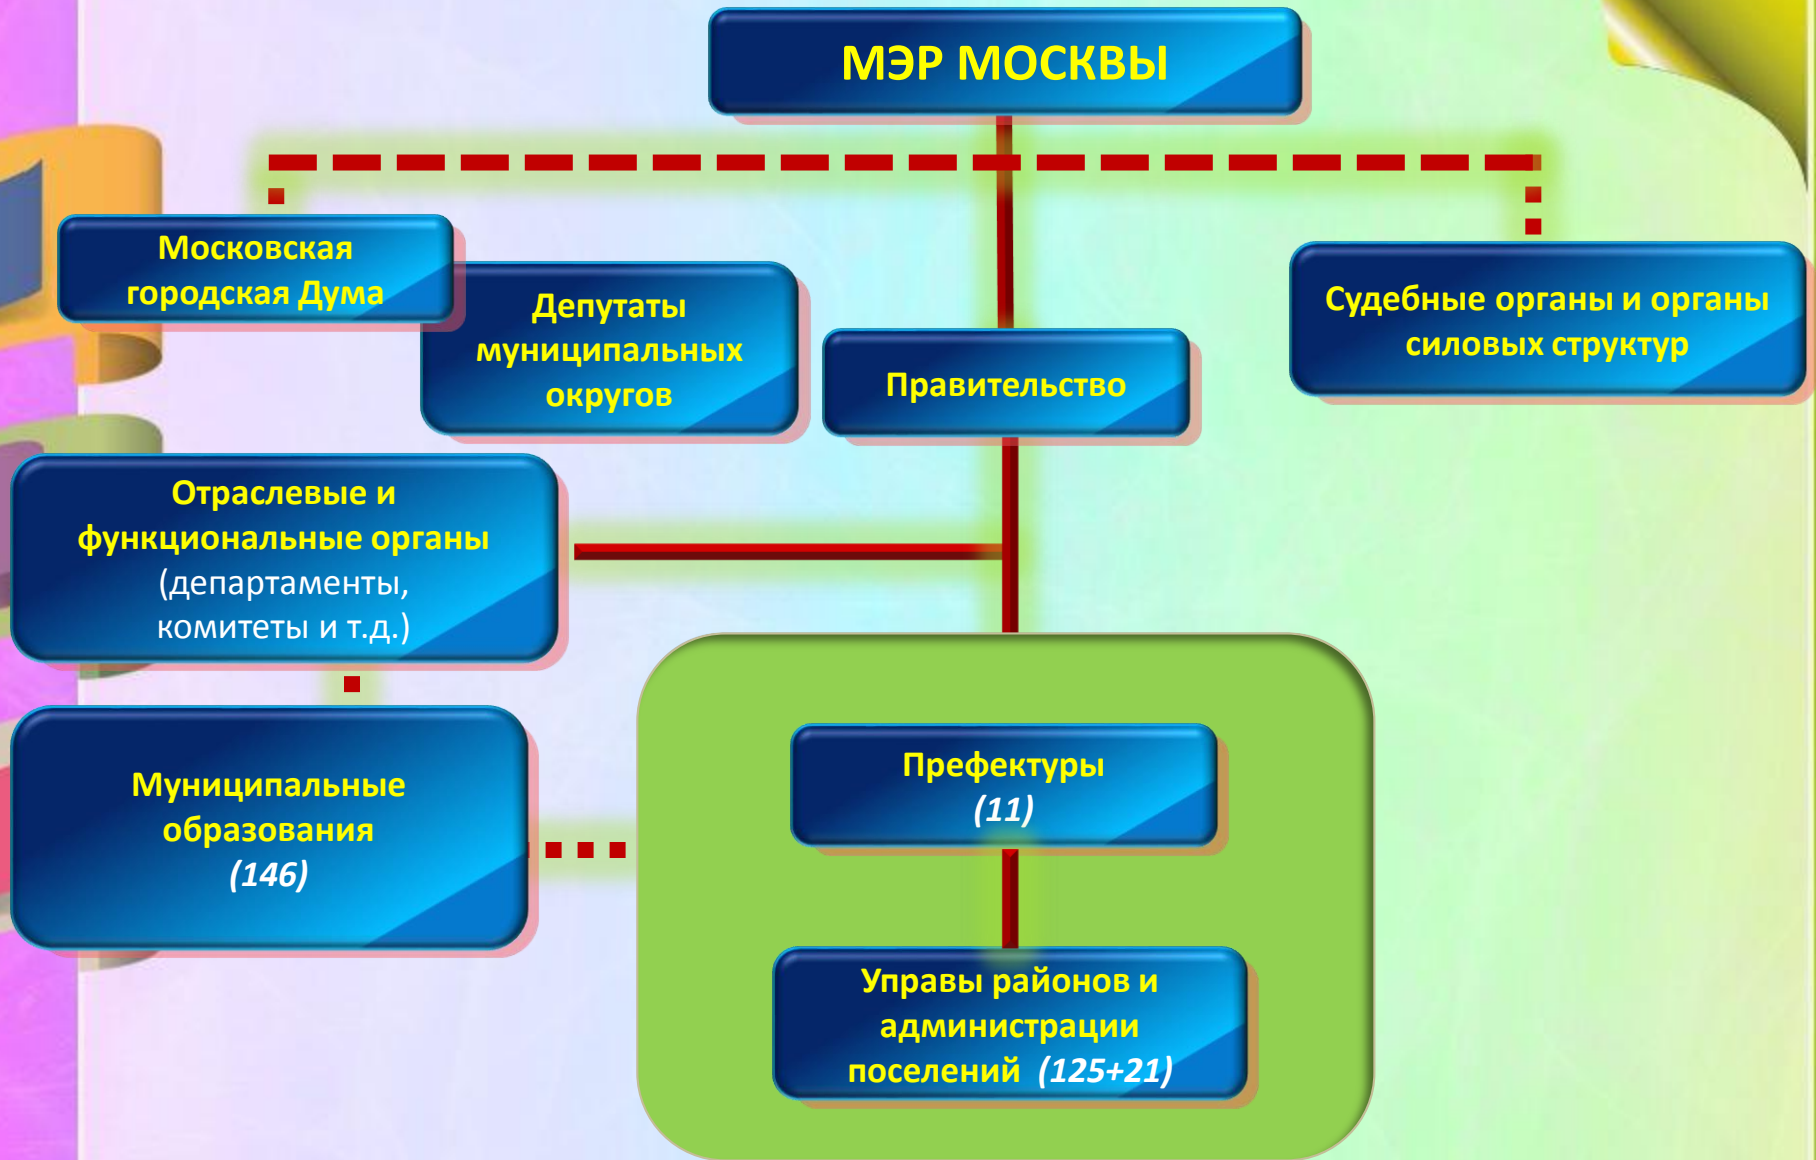 МЭР МОСКВЫ
Московская
городская Дума
Депутаты
муниципальных
округов
Правительство
Судебные органы и органы
силовых структур
Отраслевые и
функциональные органы
(департаменты,
комитеты и т.д.)
Муниципальные
образования
(146)
Префектуры
(11)
Управы районов и
администрации
поселений (125+21)